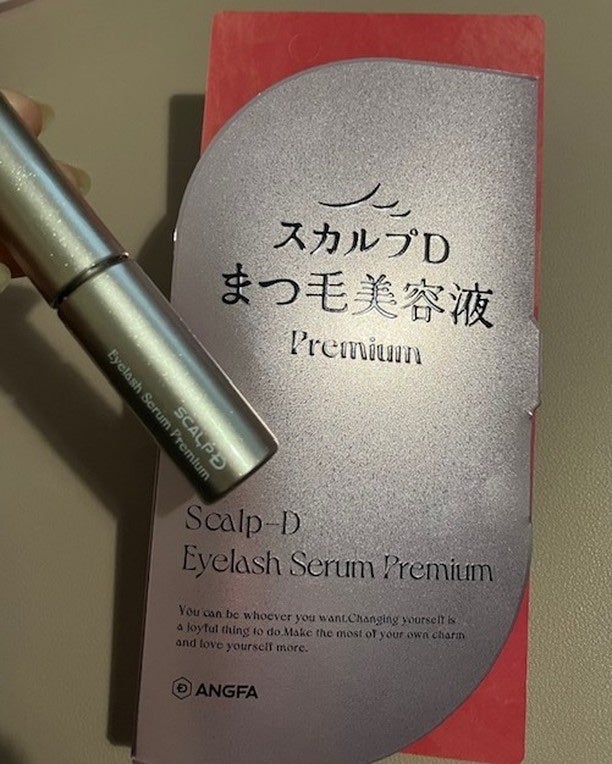 スカルプD
まつ毛美容液
Premium
SCALP D
Eyelash Serum Premium
Scalp-D
Eyelash Serum Premium
You can be whoever you want.Changing yourself is
a joyful thing to do.Make the most of your own charm
and love yourself more.
ANGFA